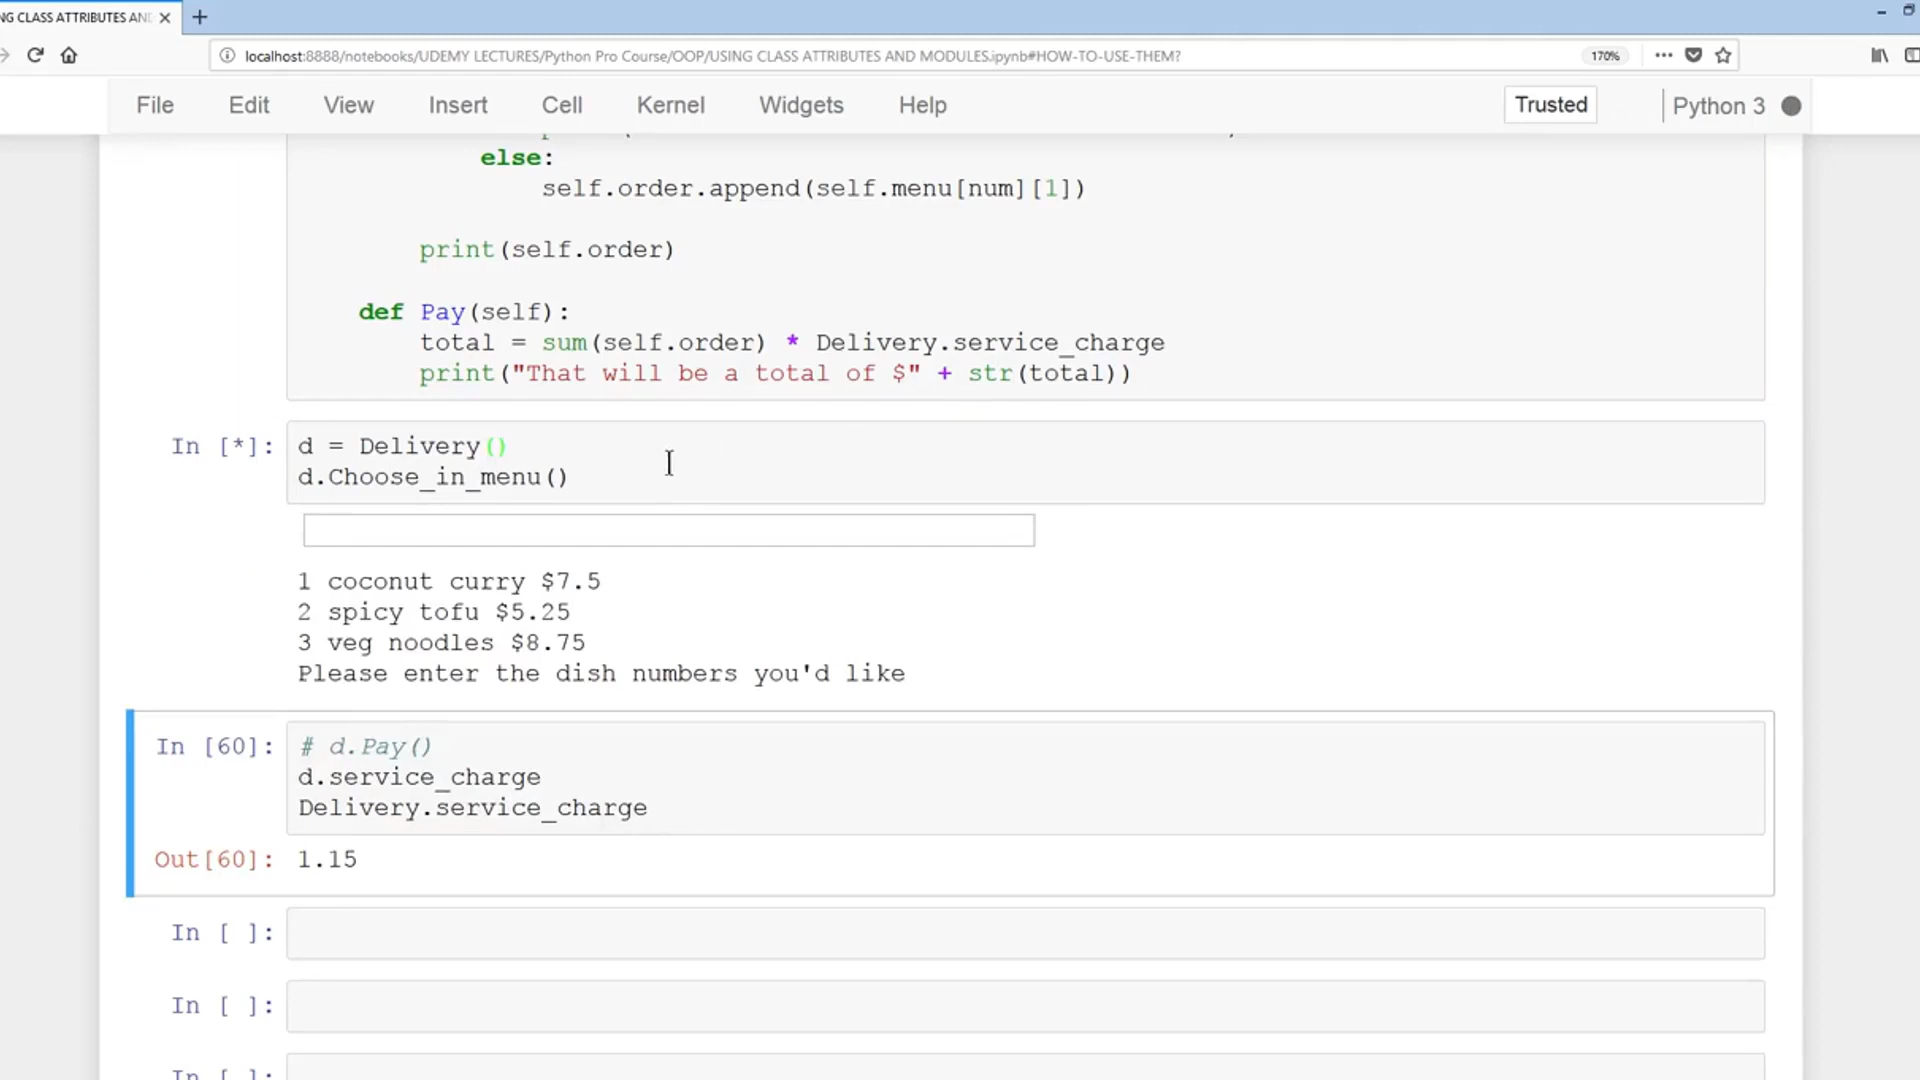 NG CLASS ATTRIBUTES AND
localhost:8888/notebooks/UDEMY LECTURES/Python Pro Course/OOP/USING CLASS ATTRIBUTES AND MODULES.ipynb#HOW-TO-USE-THEM?
170%
File Edit View Insert Cell Kernel Widgets Help
Trusted
Python 3
else:
self.order.append(self.menu[num][1])
print(self.order)
def Pay(self):
total = sum(self.order) * Delivery.service_charge
print("That will be a total of $" + str(total))
In [*]: d = Delivery()
d.Choose_in_menu()
1 coconut curry $7.5
2 spicy tofu $5.25
3 veg noodles $8.75
Please enter the dish numbers you'd like
In [60]: # d.Pay()
d.service_charge
Delivery.service_charge
Out[60]: 1.15
In [ ]:
In [ ]:
In [ ]: